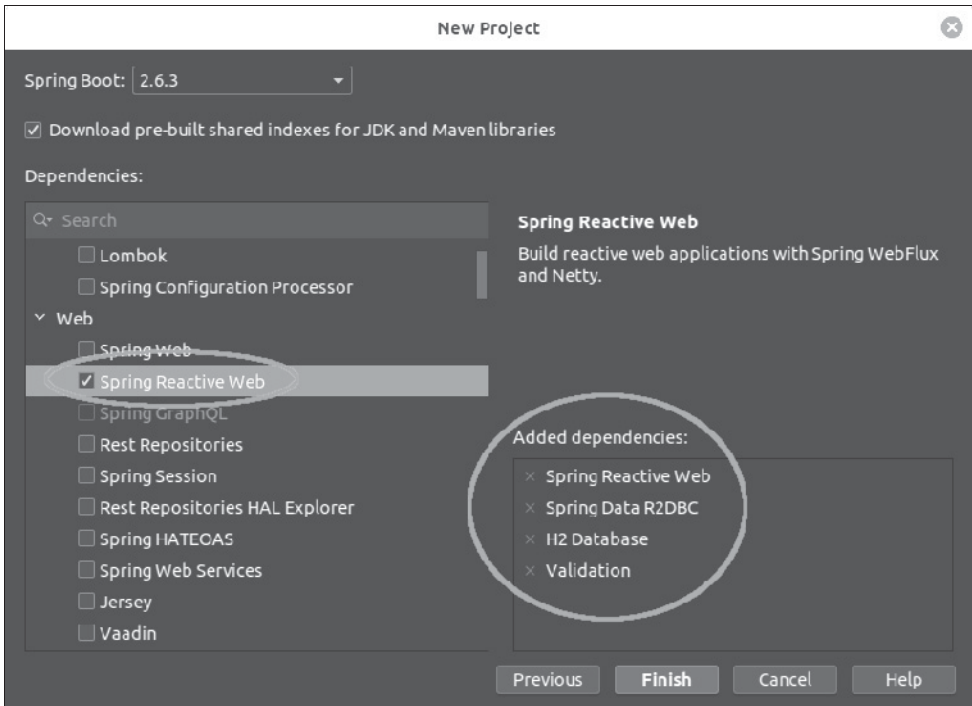 New Project
Spring Boot: 2.6.3
Download pre-built shared indexes for JDK and Maven libraries
Dependencies:
Search
Lombok
Spring Configuration Processor
Web
Spring Web
Spring Reactive Web
Spring GraphQL
Rest Repositories
Spring Session
Rest Repositories HAL Explorer
Spring HATEOAS
Spring Web Services
Jersey
Vaadin
Spring Reactive Web
Build reactive web applications with Spring WebFlux
and Netty.
Added dependencies:
Spring Reactive Web
Spring Data R2DBC
H2 Database
Validation
Previous
Finish
Cancel
Help